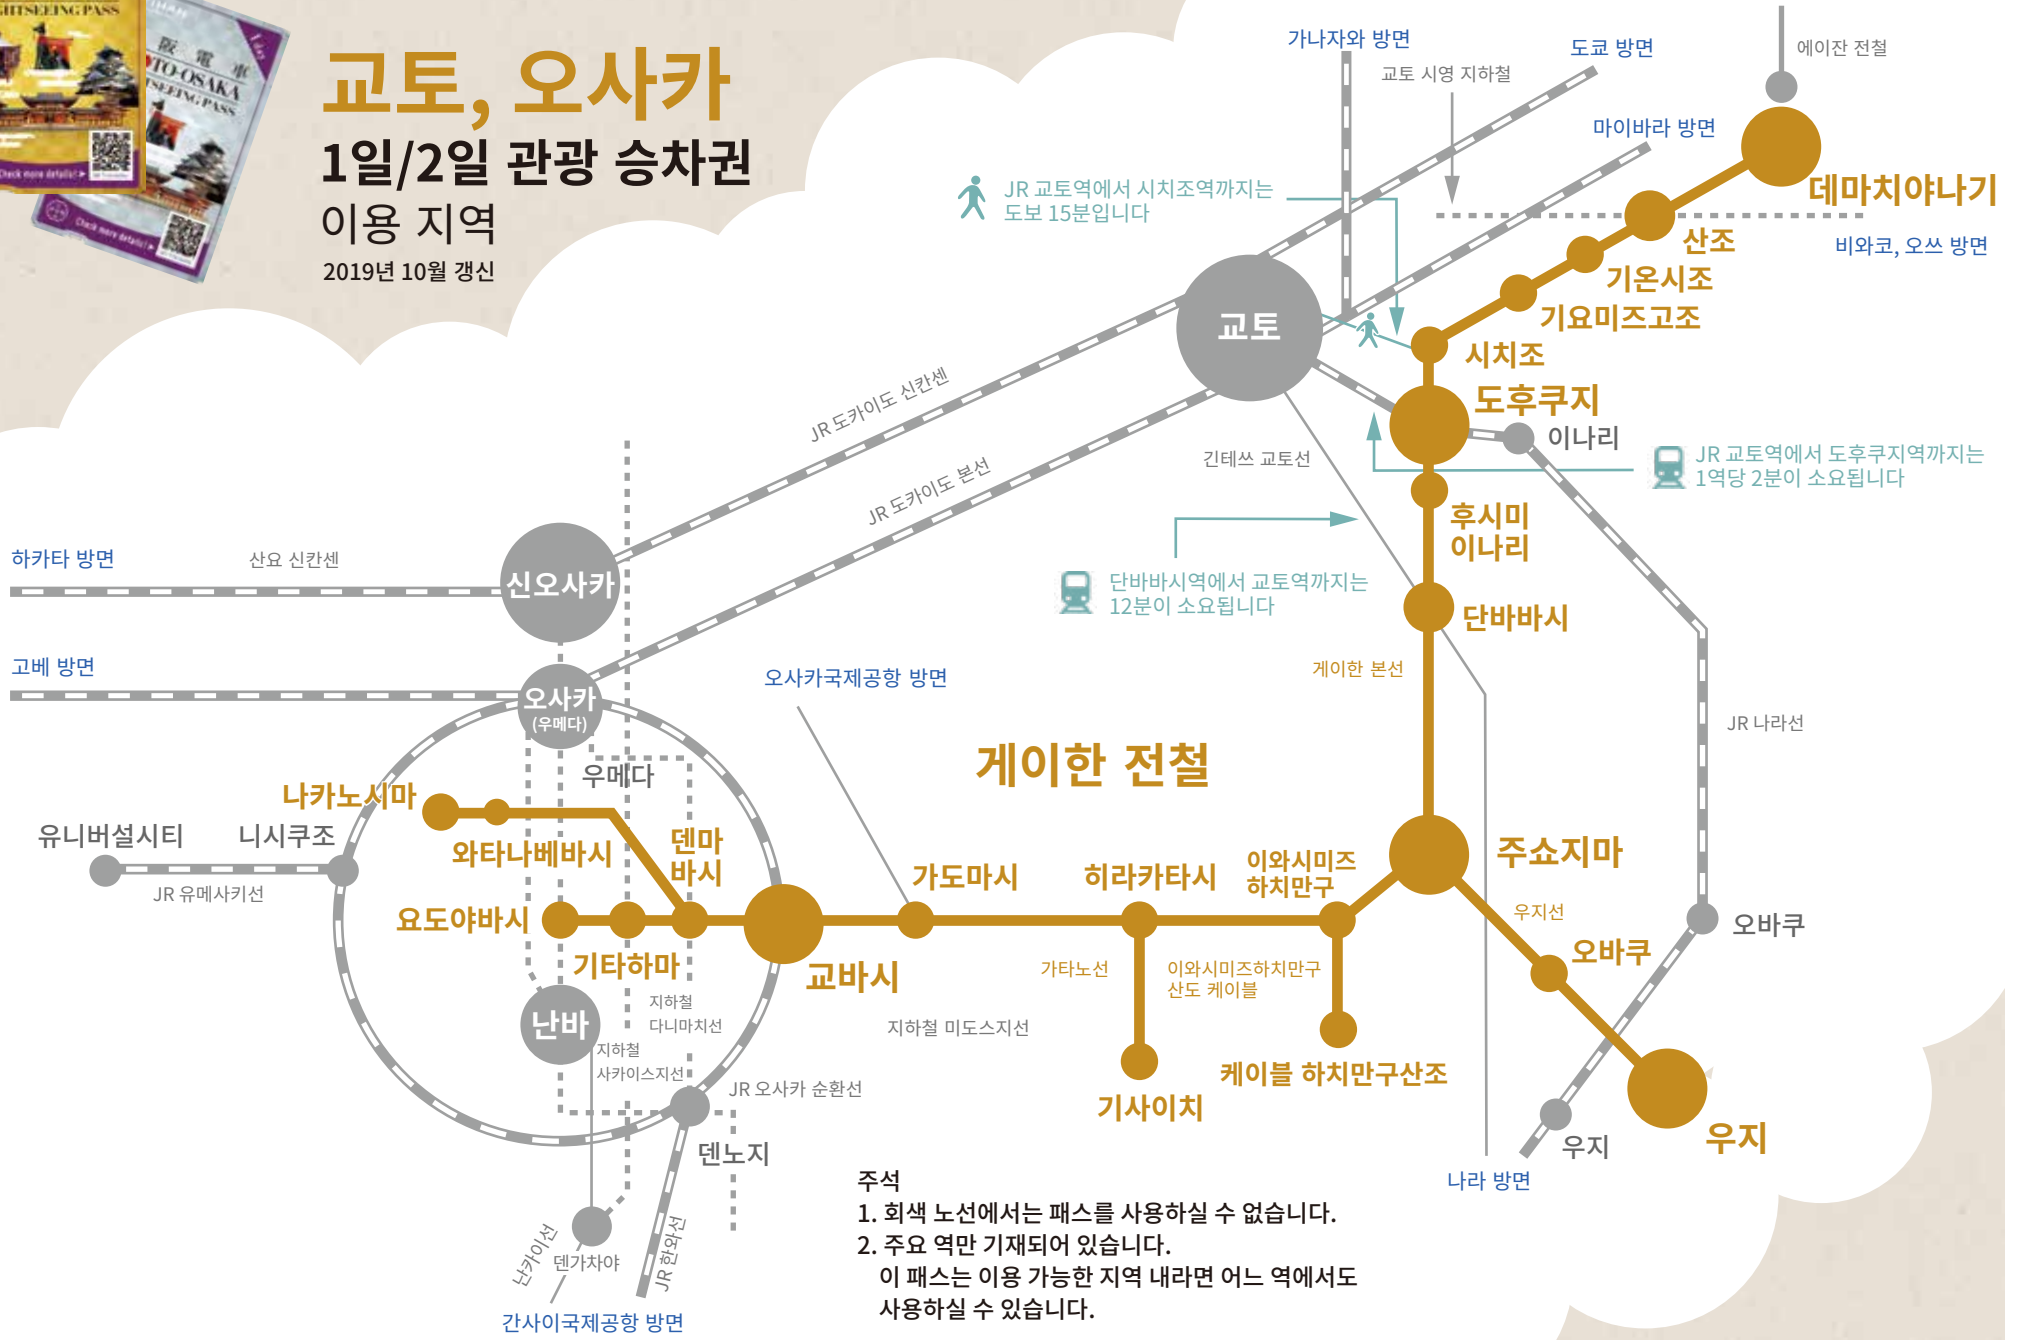 GHTSEEING PASS
Check more details!
1day
阪 電 車
OTO-OSAKA
HTSEEING PASS
Check more details!
교토, 오사카
1일/2일 관광 승차권
이용 지역
2019년 10월 갱신
가나자와 방면
도쿄 방면
에이잔 전철
교토 시영 지하철
마이바라 방면
JR 교토역에서 시치조역까지는
도보 15분입니다
데마치야나기
산조
비와코, 오쓰 방면
기온시조
기요미즈고조
교토
시치조
JR 도카이도 신칸센
도후쿠지
이나리
긴테쓰 교토선
JR 교토역에서 도후쿠지역까지는
1역당 2분이 소요됩니다
JR 도카이도 본선
후시미
이나리
하카타 방면
산요 신칸센
신오사카
단바바시역에서 교토역까지는
12분이 소요됩니다
단바바시
고베 방면
오사카
(우메다)
오사카국제공항 방면
게이한 본선
JR 나라선
우메다
게이한 전철
나카노시마
유니버설시티
니시쿠조
와타나베바시
덴마
바시
JR 유메사키선
가도마시
히라카타시
이와시미즈
하치만구
주쇼지마
요도야바시
우지선
오바쿠
오바쿠
기타하마
교바시
가타노선
이와시미즈하치만구
산도 케이블
지하철
다니마치선
난바
지하철 미도스지선
지하철
사카이스지선
JR 오사카 순환선
케이블 하치만구산조
기사이치
우지
우지
덴노지
나라 방면
난카이선
덴가차야
JR 한와선
간사이국제공항 방면
주석
1. 회색 노선에서는 패스를 사용하실 수 없습니다.
2. 주요 역만 기재되어 있습니다.
이 패스는 이용 가능한 지역 내라면 어느 역에서도
사용하실 수 있습니다.